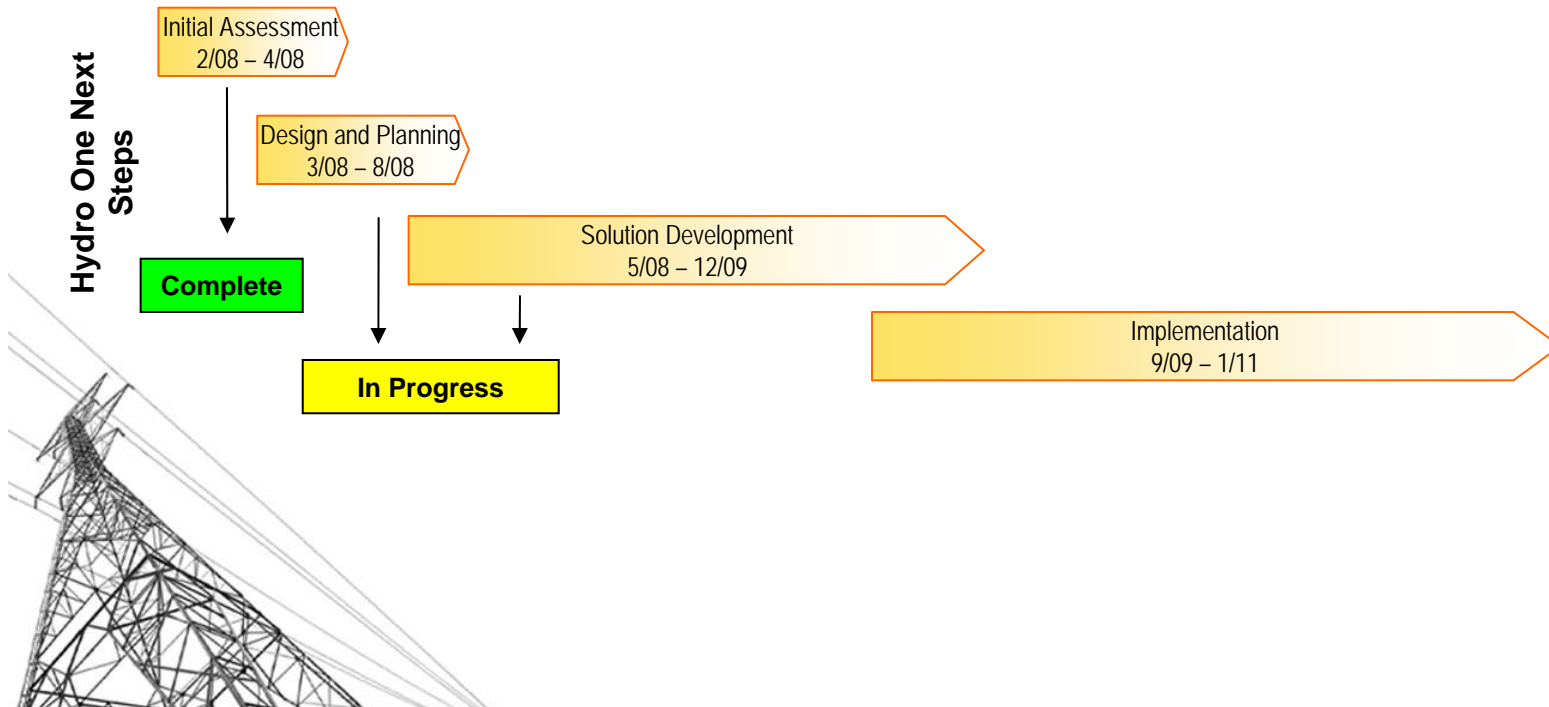 Hydro One Next
Steps
Initial Assessment
2/08 – 4/08
Design and Planning
3/08 – 8/08
Solution Development
5/08 – 12/09
Complete
Implementation
9/09 – 1/11
In Progress